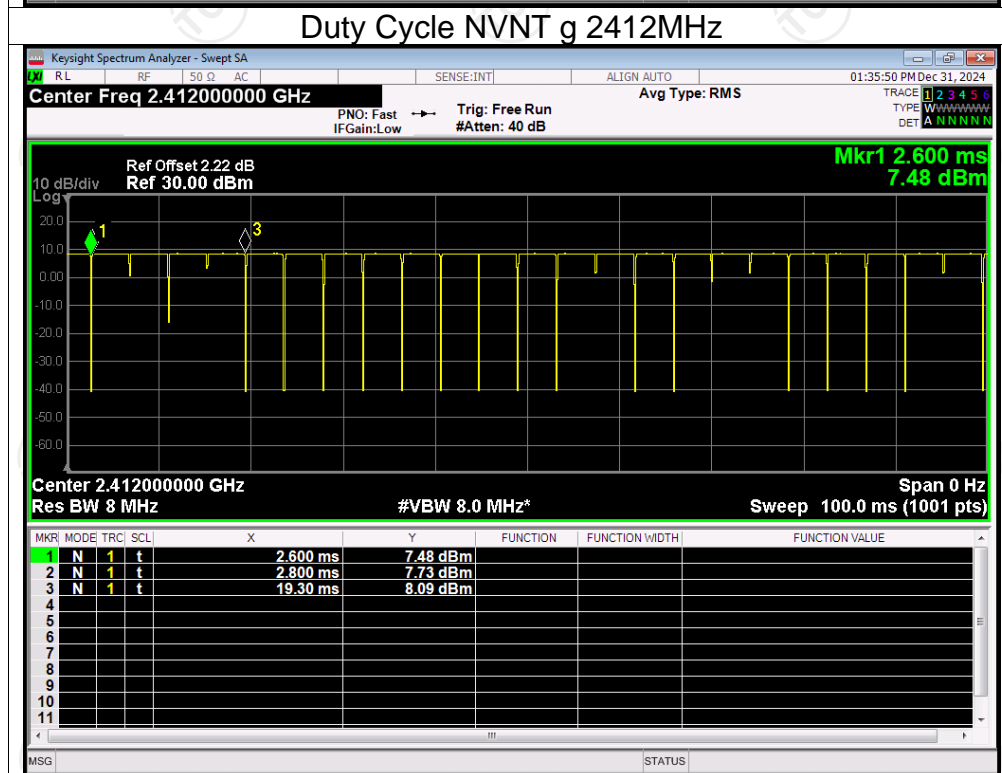 Duty Cycle NVNT g 2412MHz
Keysight Spectrum Analyzer - Swept SA
LXI RL RF 50 Ω AC SENSE:INT ALIGN AUTO 01:35:50 PM Dec 31, 2024
Center Freq 2.412000000 GHz Avg Type: RMS TRACE 1 2 3 4 5 6
PNO: Fast Trig: Free Run TYPE WWWWWW
IFGain:Low #Atten: 40 dB DET A N N N N N
Mkr1 2.600 ms
Ref Offset 2.22 dB
10 dB/div Ref 30.00 dBm 7.48 dBm
Log
20.0
1 3
10.0
0.00
-10.0
-20.0
-30.0
-40.0
-50.0
-60.0
Center 2.412000000 GHz Span 0 Hz
Res BW 8 MHz #VBW 8.0 MHz* Sweep 100.0 ms (1001 pts)
MKR MODE TRC SCL X Y FUNCTION FUNCTION WIDTH FUNCTION VALUE
1 N 1 t 2.600 ms 7.48 dBm
2 N 1 t 2.800 ms 7.73 dBm
3 N 1 t 19.30 ms 8.09 dBm
4
5
6
7
8
9
10
11
MSG STATUS